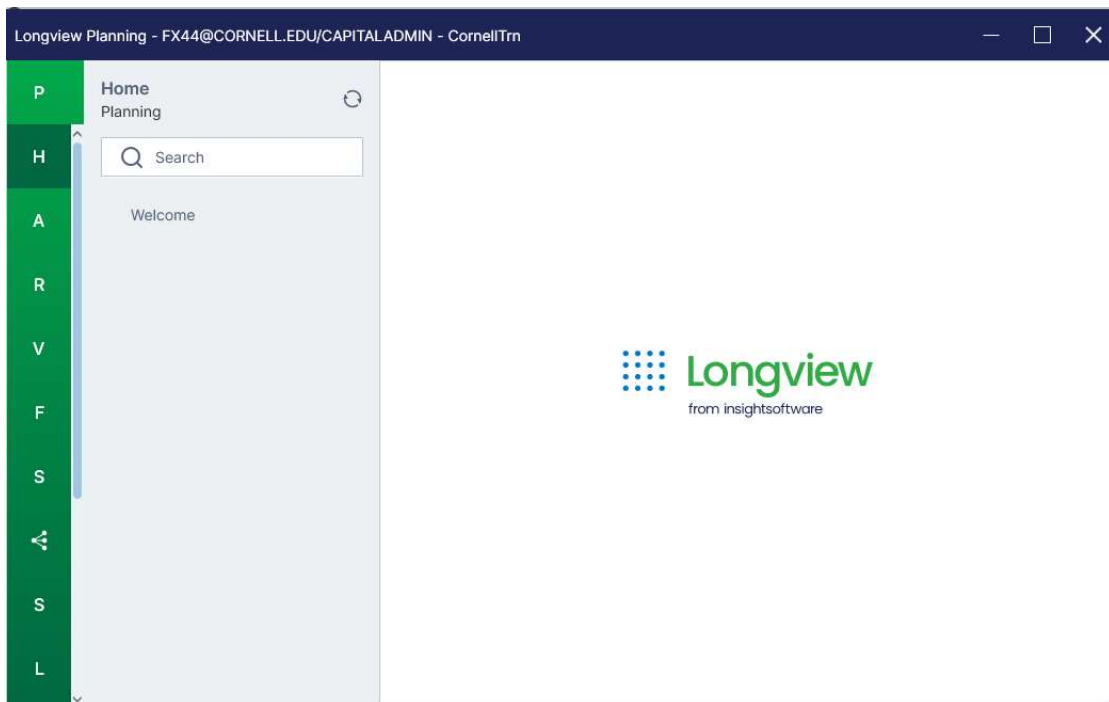 Longview Planning - FX44@CORNELL.EDU/CAPITALADMIN - CornellTrn
P
Home
Planning
H
Search
A
Welcome
R
V
F
S
S
L
Longview
from insightsoftware